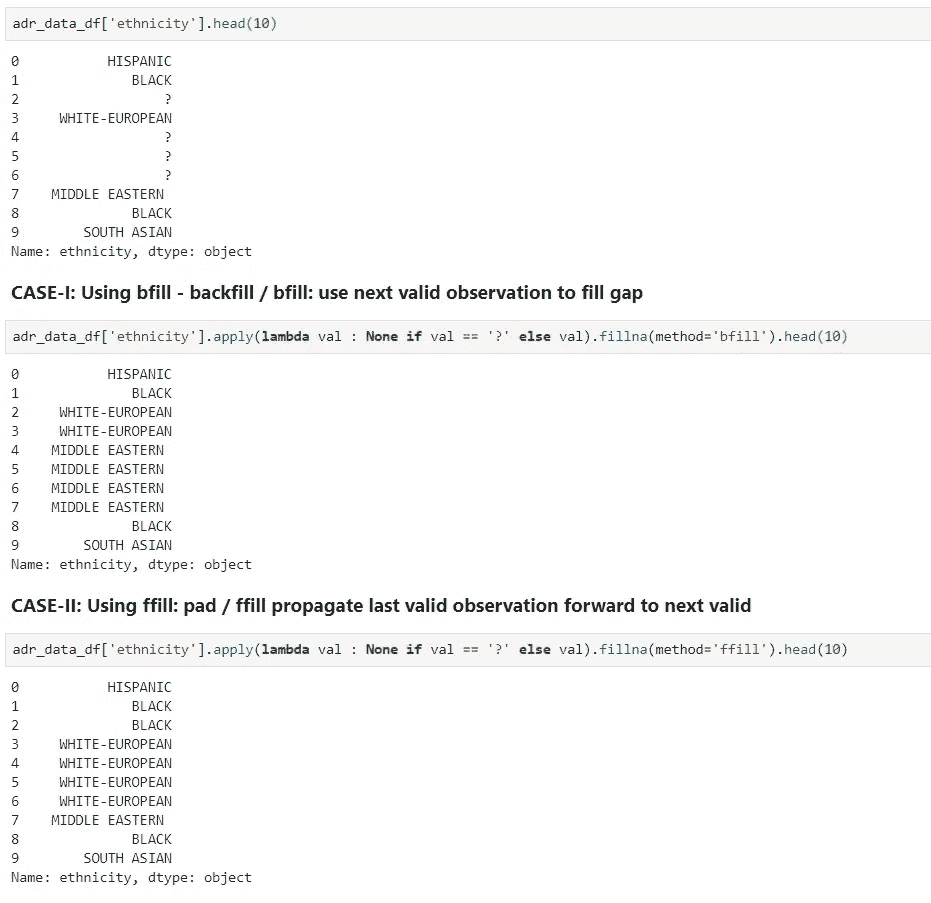 adr_data_df['ethnicity'].head(10)
0           HISPANIC
1              BLACK
2                  ?
3     WHITE-EUROPEAN
4                  ?
5                  ?
6                  ?
7    MIDDLE EASTERN
8              BLACK
9        SOUTH ASIAN
Name: ethnicity, dtype: object
CASE-I: Using bfill - backfill / bfill: use next valid observation to fill gap
adr_data_df['ethnicity'].apply(lambda val : None if val == '?' else val).fillna(method='bfill').head(10)
0           HISPANIC
1              BLACK
2     WHITE-EUROPEAN
3     WHITE-EUROPEAN
4    MIDDLE EASTERN
5    MIDDLE EASTERN
6    MIDDLE EASTERN
7    MIDDLE EASTERN
8              BLACK
9        SOUTH ASIAN
Name: ethnicity, dtype: object
CASE-II: Using ffill: pad / ffill propagate last valid observation forward to next valid
adr_data_df['ethnicity'].apply(lambda val : None if val == '?' else val).fillna(method='ffill').head(10)
0           HISPANIC
1              BLACK
2              BLACK
3     WHITE-EUROPEAN
4     WHITE-EUROPEAN
5     WHITE-EUROPEAN
6     WHITE-EUROPEAN
7    MIDDLE EASTERN
8              BLACK
9        SOUTH ASIAN
Name: ethnicity, dtype: object